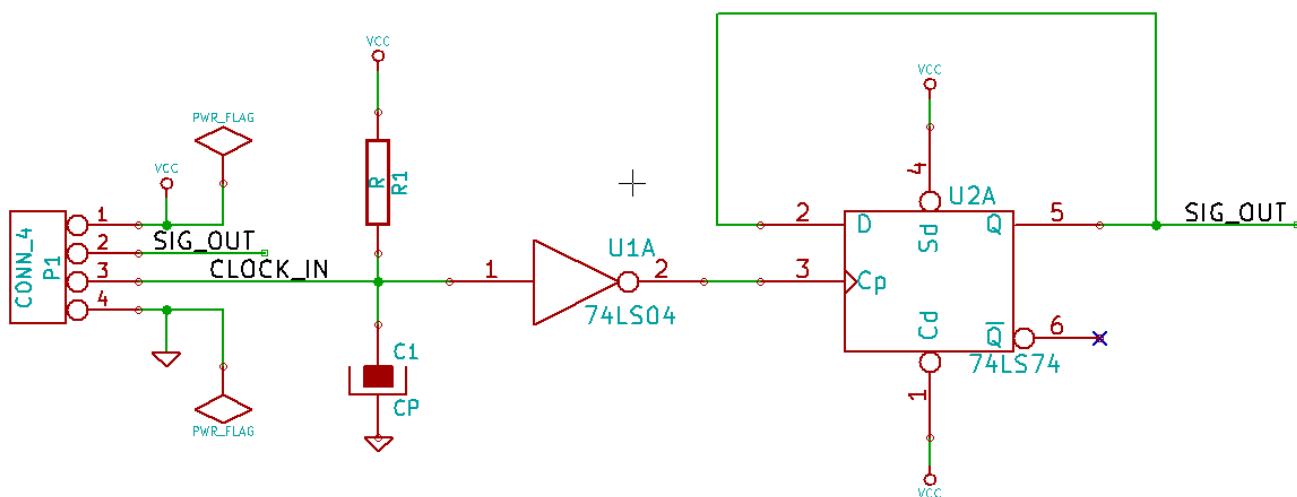 VCC
PWR_FLAG
VCC
CONN_4
P1
1
2
3
4
SIG_OUT
CLOCK_IN
PWR_FLAG
R
R1
C1
CP
1
U1A
2
74LS04
VCC
4
U2A
2
D
Sd
Q
5
SIG_OUT
3
Cp
Cd
Q
6
74LS74
1
VCC